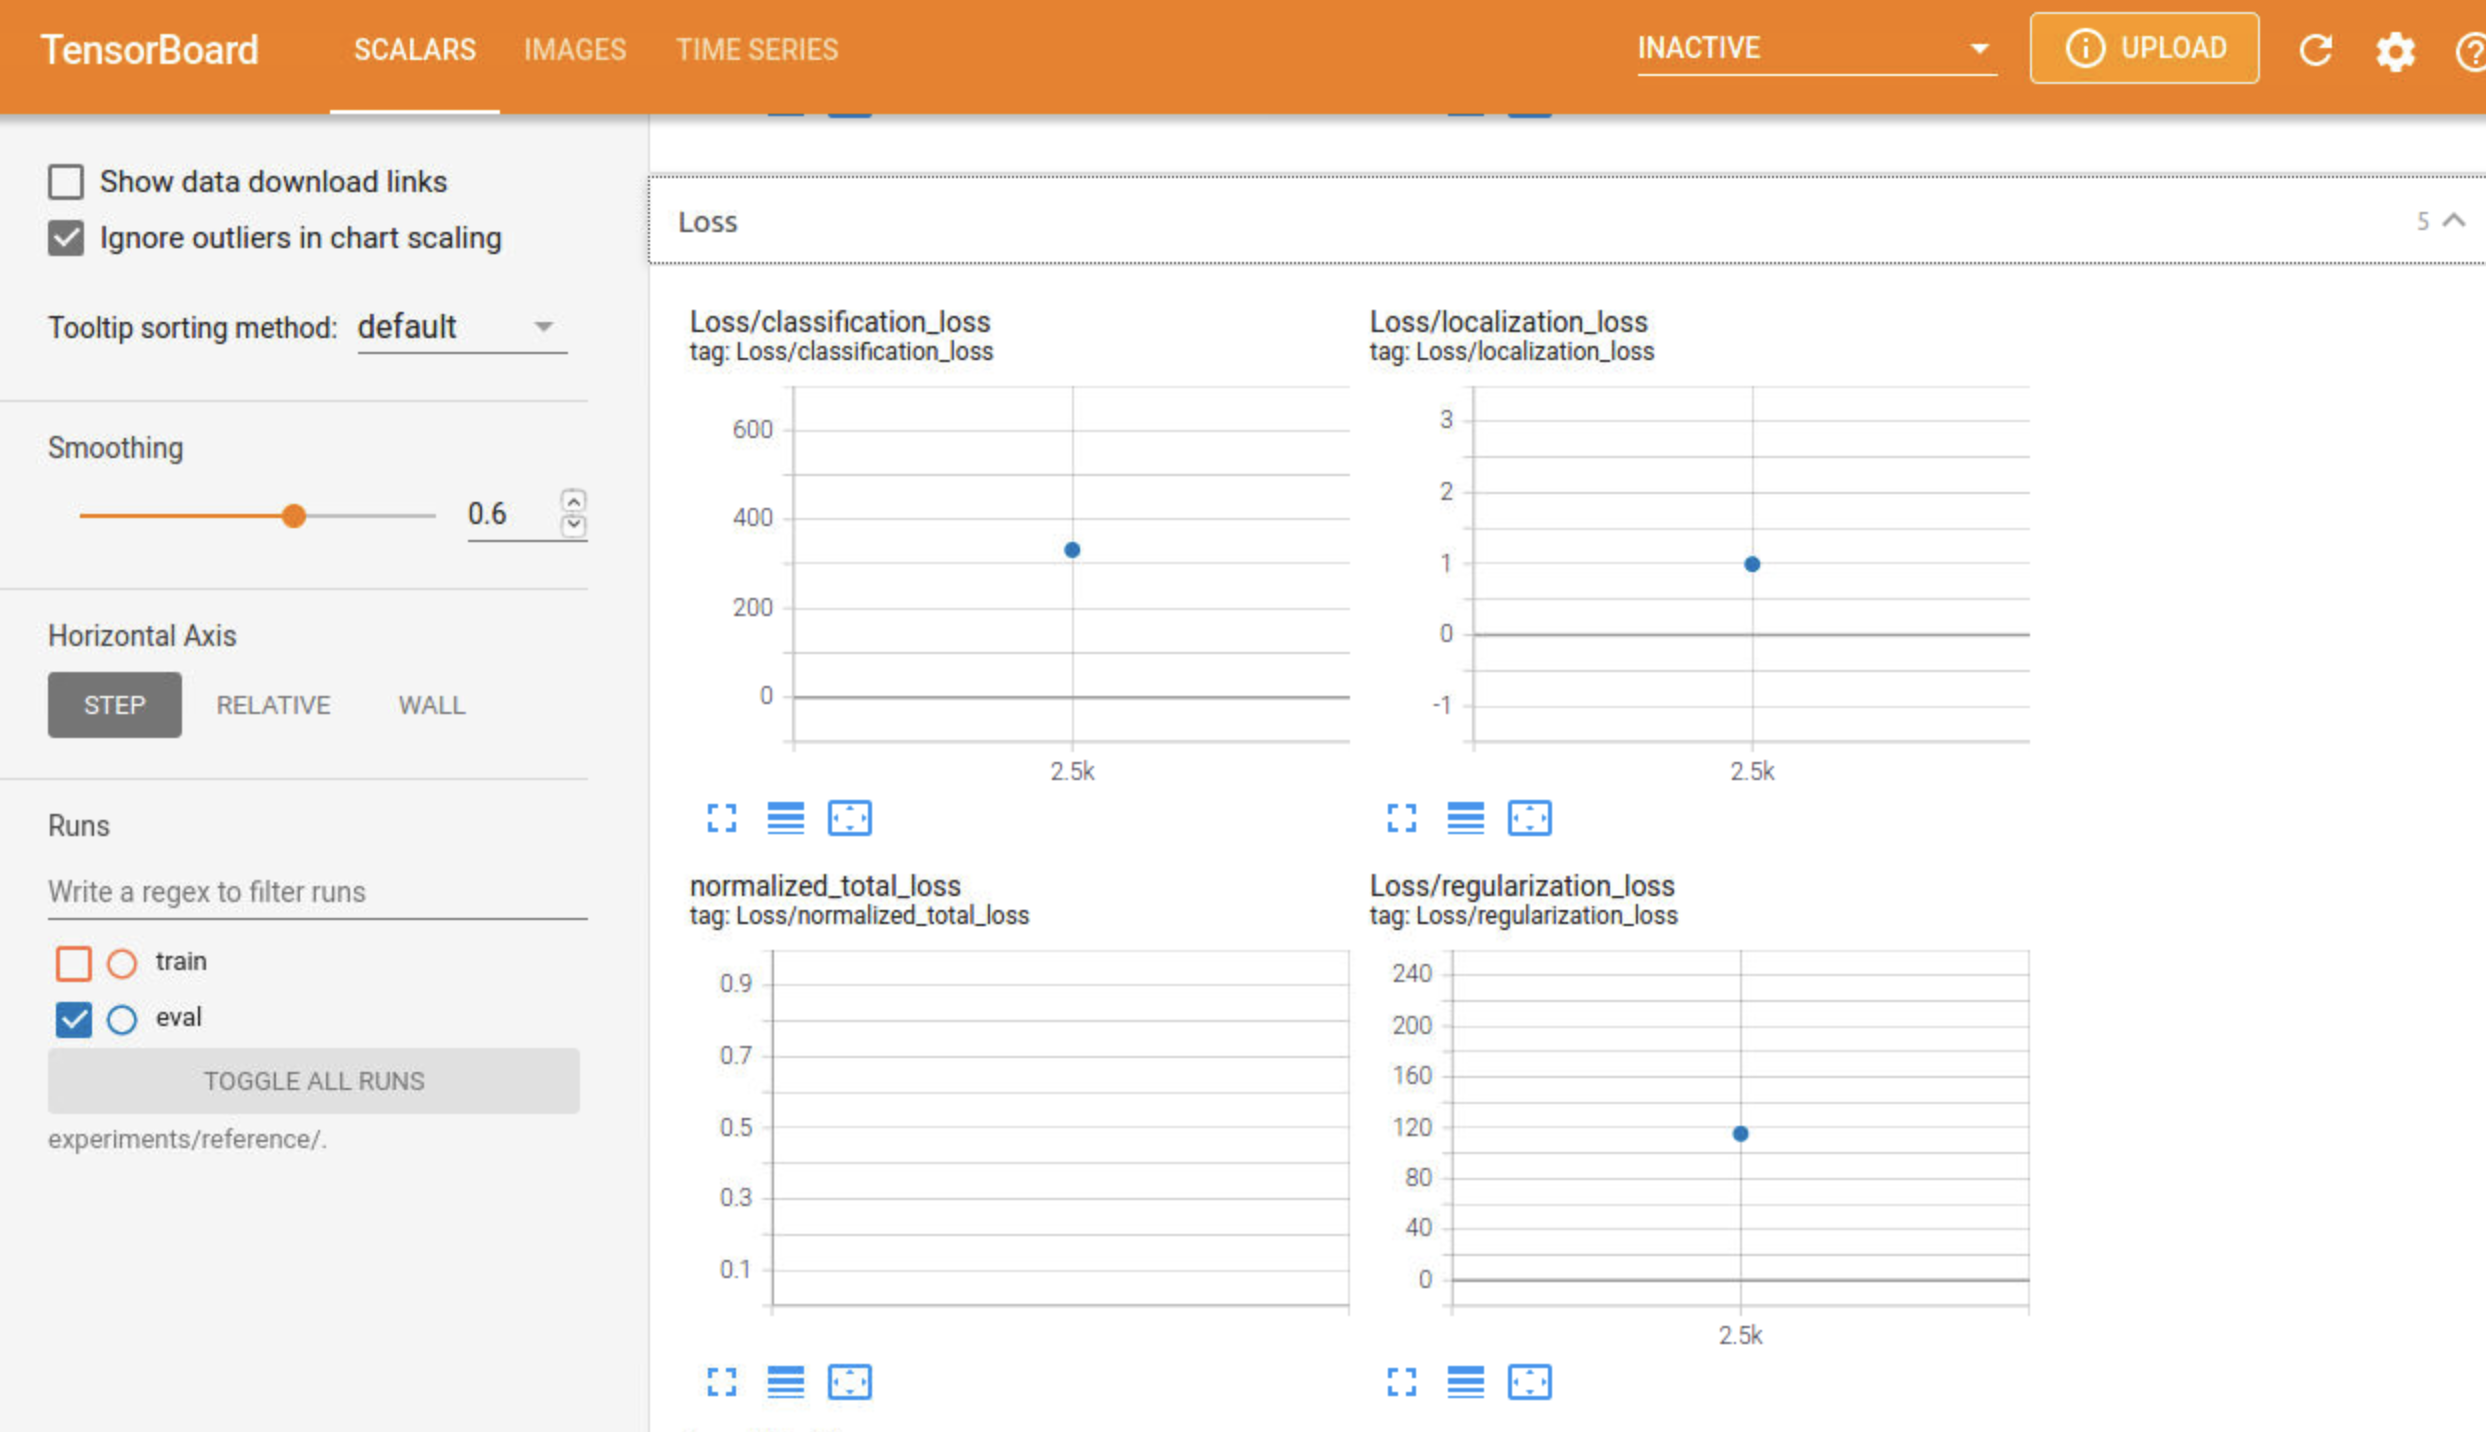 TensorBoard
SCALARS
IMAGES
TIME SERIES
INACTIVE
UPLOAD
Show data download links
Ignore outliers in chart scaling
Tooltip sorting method: default
Smoothing
0.6
Horizontal Axis
STEP
RELATIVE
WALL
Runs
Write a regex to filter runs
train
eval
TOGGLE ALL RUNS
experiments/reference/.
Loss
5
Loss/classification_loss
tag: Loss/classification_loss
600
400
200
0
2.5k
Loss/localization_loss
tag: Loss/localization_loss
3
2
1
0
-1
2.5k
normalized_total_loss
tag: Loss/normalized_total_loss
0.9
0.7
0.5
0.3
0.1
Loss/regularization_loss
tag: Loss/regularization_loss
240
200
160
120
80
40
0
2.5k